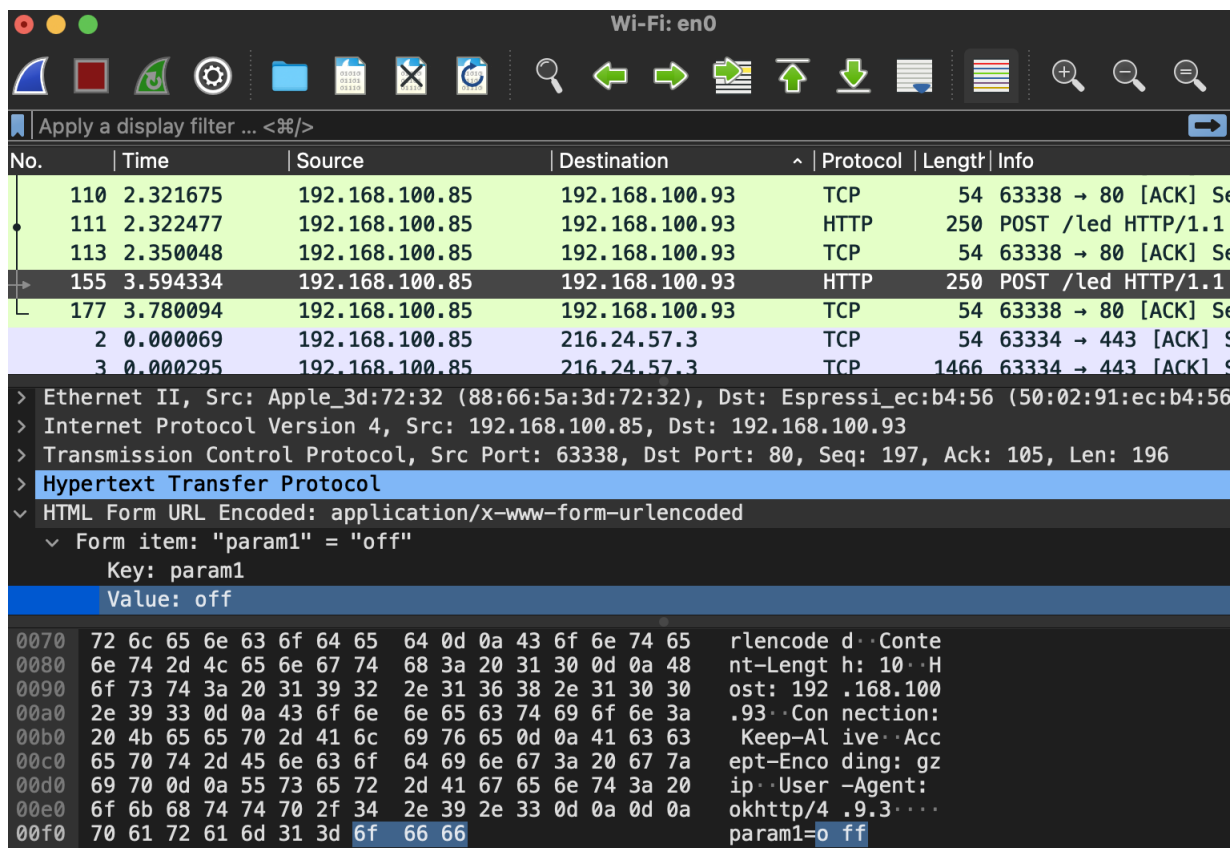 Wi-Fi: en0
Apply a display filter ... <⌘/>
No. Time Source Destination Protocol Length Info
110 2.321675 192.168.100.85 192.168.100.93 TCP 54 63338 → 80 [ACK] Se
111 2.322477 192.168.100.85 192.168.100.93 HTTP 250 POST /led HTTP/1.1
113 2.350048 192.168.100.85 192.168.100.93 TCP 54 63338 → 80 [ACK] Se
155 3.594334 192.168.100.85 192.168.100.93 HTTP 250 POST /led HTTP/1.1
177 3.780094 192.168.100.85 192.168.100.93 TCP 54 63338 → 80 [ACK] Se
2 0.000069 192.168.100.85 216.24.57.3 TCP 54 63334 → 443 [ACK] S
3 0.000295 192.168.100.85 216.24.57.3 TCP 1466 63334 → 443 [ACK] S
Ethernet II, Src: Apple_3d:72:32 (88:66:5a:3d:72:32), Dst: Espressi_ec:b4:56 (50:02:91:ec:b4:56
Internet Protocol Version 4, Src: 192.168.100.85, Dst: 192.168.100.93
Transmission Control Protocol, Src Port: 63338, Dst Port: 80, Seq: 197, Ack: 105, Len: 196
Hypertext Transfer Protocol
HTML Form URL Encoded: application/x-www-form-urlencoded
Form item: "param1" = "off"
Key: param1
Value: off
0070 72 6c 65 6e 63 6f 64 65 64 0d 0a 43 6f 6e 74 65 rlencode d··Conte
0080 6e 74 2d 4c 65 6e 67 74 68 3a 20 31 30 0d 0a 48 nt-Lengt h: 10··H
0090 6f 73 74 3a 20 31 39 32 2e 31 36 38 2e 31 30 30 ost: 192 .168.100
00a0 2e 39 33 0d 0a 43 6f 6e 6e 65 63 74 69 6f 6e 3a .93··Con nection:
00b0 20 4b 65 65 70 2d 41 6c 69 76 65 0d 0a 41 63 63 Keep-Al ive··Acc
00c0 65 70 74 2d 45 6e 63 6f 64 69 6e 67 3a 20 67 7a ept-Enco ding: gz
00d0 69 70 0d 0a 55 73 65 72 2d 41 67 65 6e 74 3a 20 ip··User -Agent:
00e0 6f 6b 68 74 74 70 2f 34 2e 39 2e 33 0d 0a 0d 0a okhttp/4 .9.3····
00f0 70 61 72 61 6d 31 3d 6f 66 66 param1=o ff